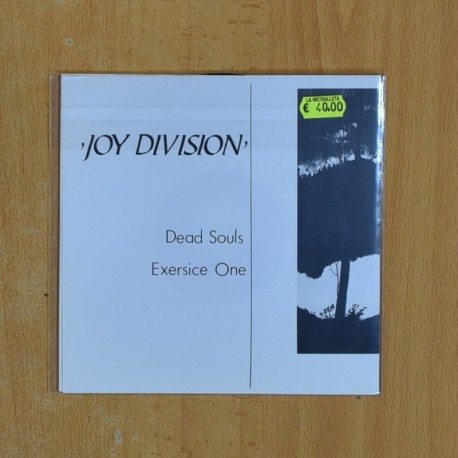 LA METRALLETA
€ 40.00
'JOY DIVISION'
Dead Souls
Exersice One